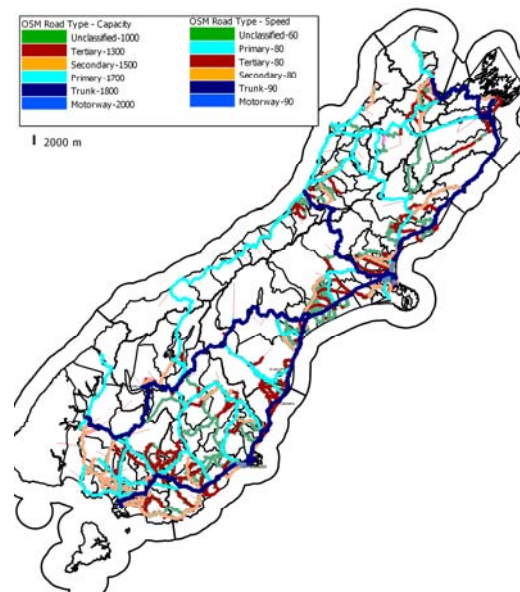 OSM Road Type - Capacity
Unclassified-1000
Tertiary-1300
Secondary-1500
Primary-1700
Trunk-1800
Motorway-2000
OSM Road Type - Speed
Unclassified-60
Primary-80
Tertiary-80
Secondary-80
Trunk-90
Motorway-90
2000 m